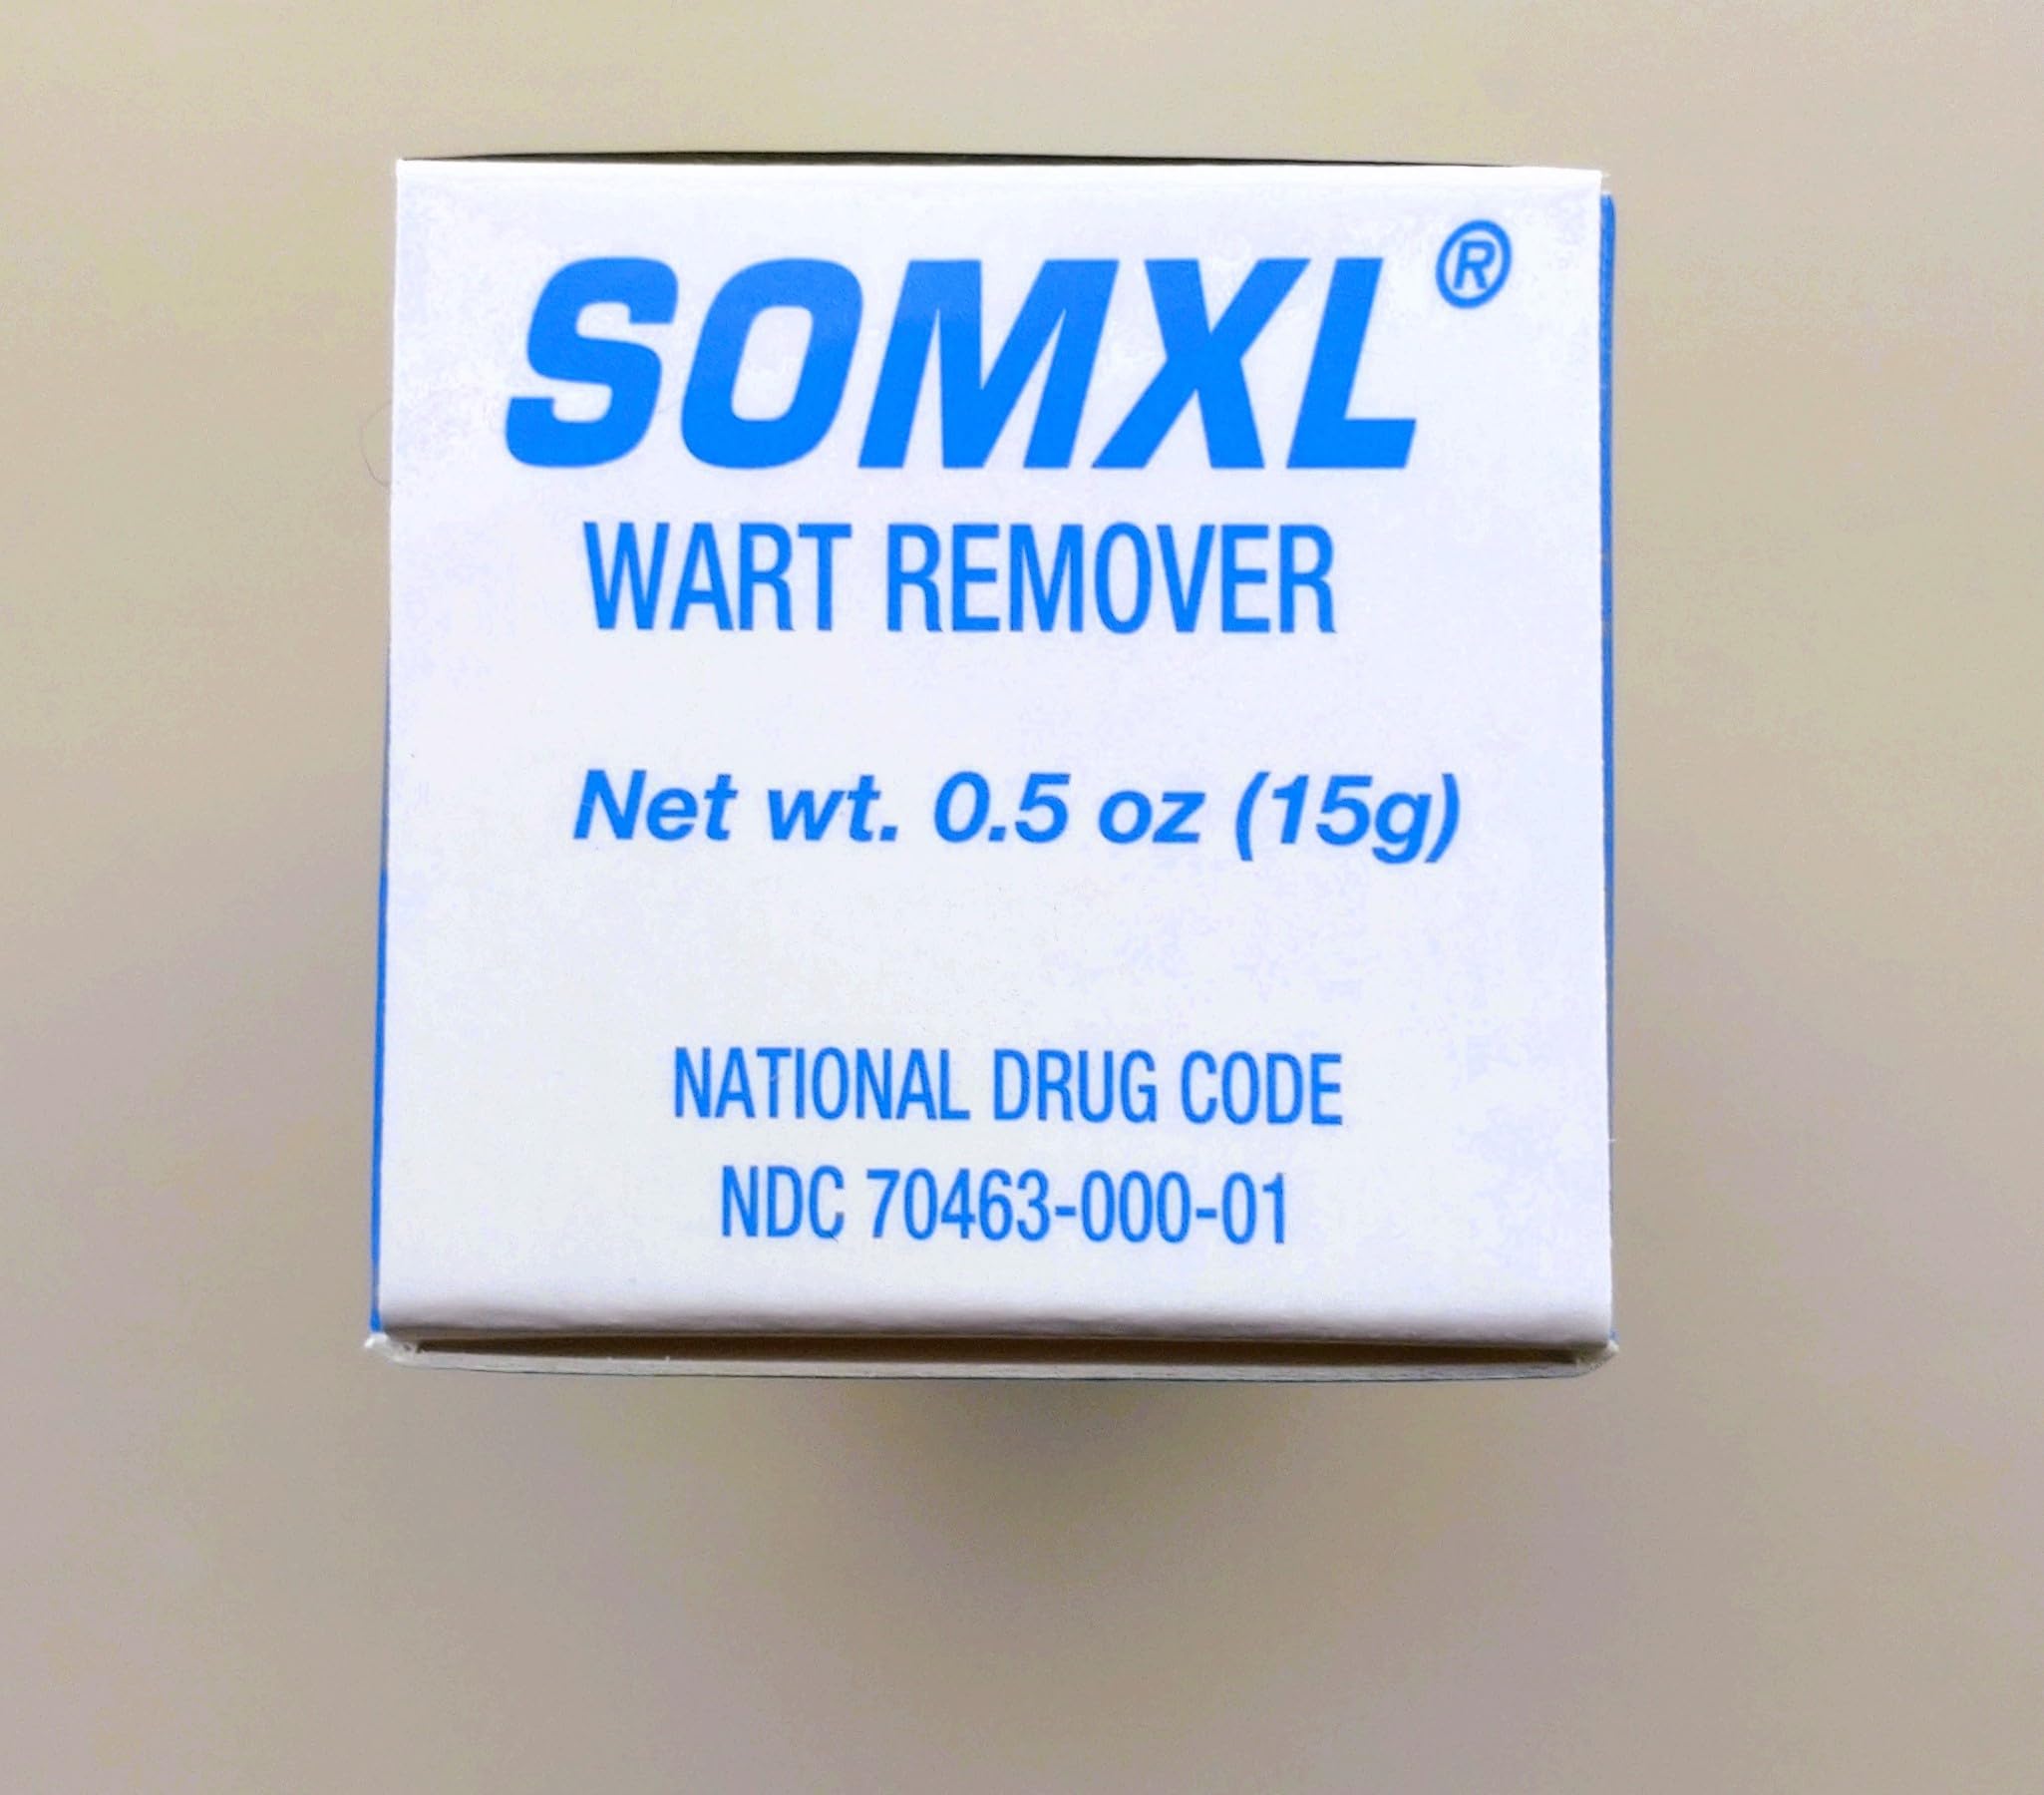 SOMXL®
WART REMOVER
Net wt. 0.5 oz (15g)
NATIONAL DRUG CODE
NDC 70463-000-01